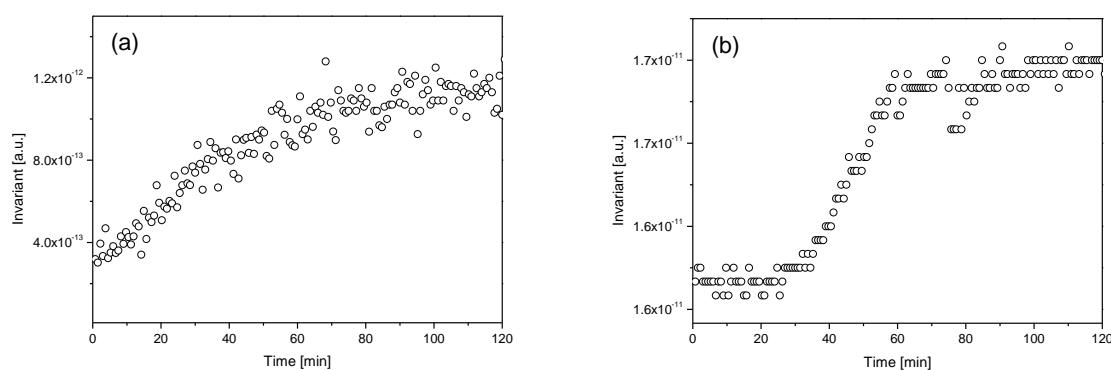 (a)
1.2x10⁻¹²
8.0x10⁻¹³
4.0x10⁻¹³
Invariant [a.u.]
0 20 40 60 80 100 120
Time [min]
(b)
1.7x10⁻¹¹
1.7x10⁻¹¹
1.6x10⁻¹¹
1.6x10⁻¹¹
Invariant [a.u.]
0 20 40 60 80 100 120
Time [min]